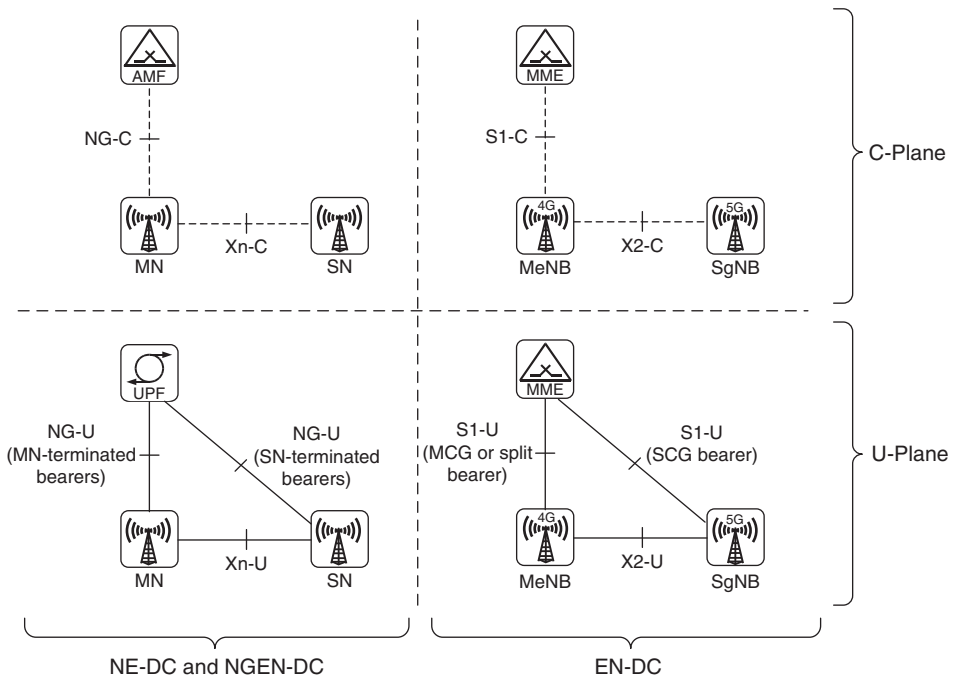 AMF
NG-C
MN
Xn-C
SN
MME
S1-C
4G
MeNB
X2-C
5G
SgNB
C-Plane
UPF
NG-U
(MN-terminated
bearers)
NG-U
(SN-terminated
bearers)
MN
Xn-U
SN
MME
S1-U
(MCG or split
bearer)
S1-U
(SCG bearer)
4G
MeNB
X2-U
5G
SgNB
U-Plane
NE-DC and NGEN-DC
EN-DC